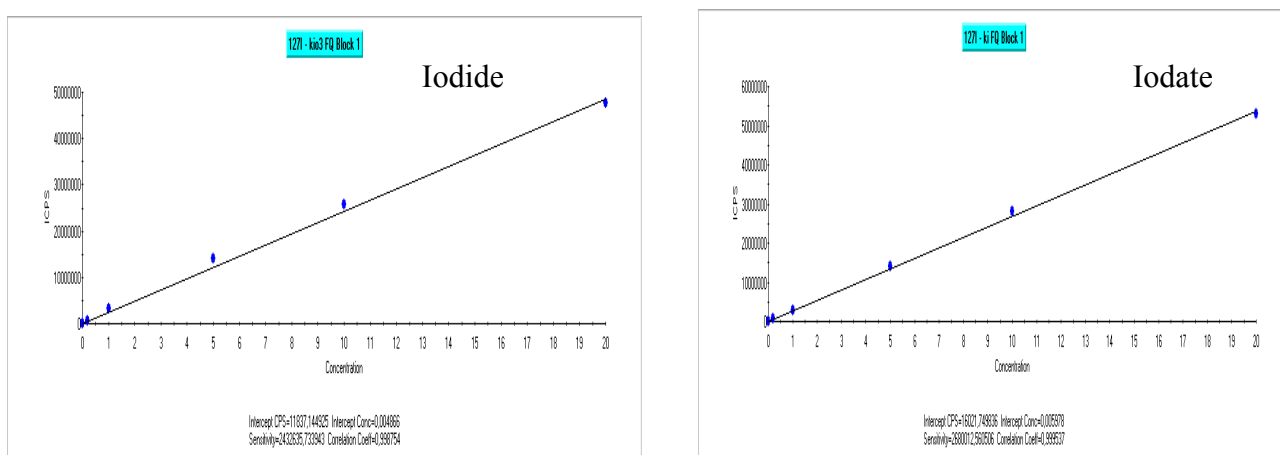 127I - kio3 FQ Block 1
Iodide
50000000
40000000
30000000
20000000
10000000
0
ICPS
0 1 2 3 4 5 6 7 8 9 10 11 12 13 14 15 16 17 18 19 20
Concentration
Intercept CPS=11837,144925 Intercept Conc=0,004866
Sensitivity=2432635,733943 Correlation Coeff=0,998754
127I - ki FQ Block 1
Iodate
60000000
50000000
40000000
30000000
20000000
10000000
0
ICPS
0 1 2 3 4 5 6 7 8 9 10 11 12 13 14 15 16 17 18 19 20
Concentration
Intercept CPS=16021,749836 Intercept Conc=0,005978
Sensitivity=2680012,560506 Correlation Coeff=0,999537